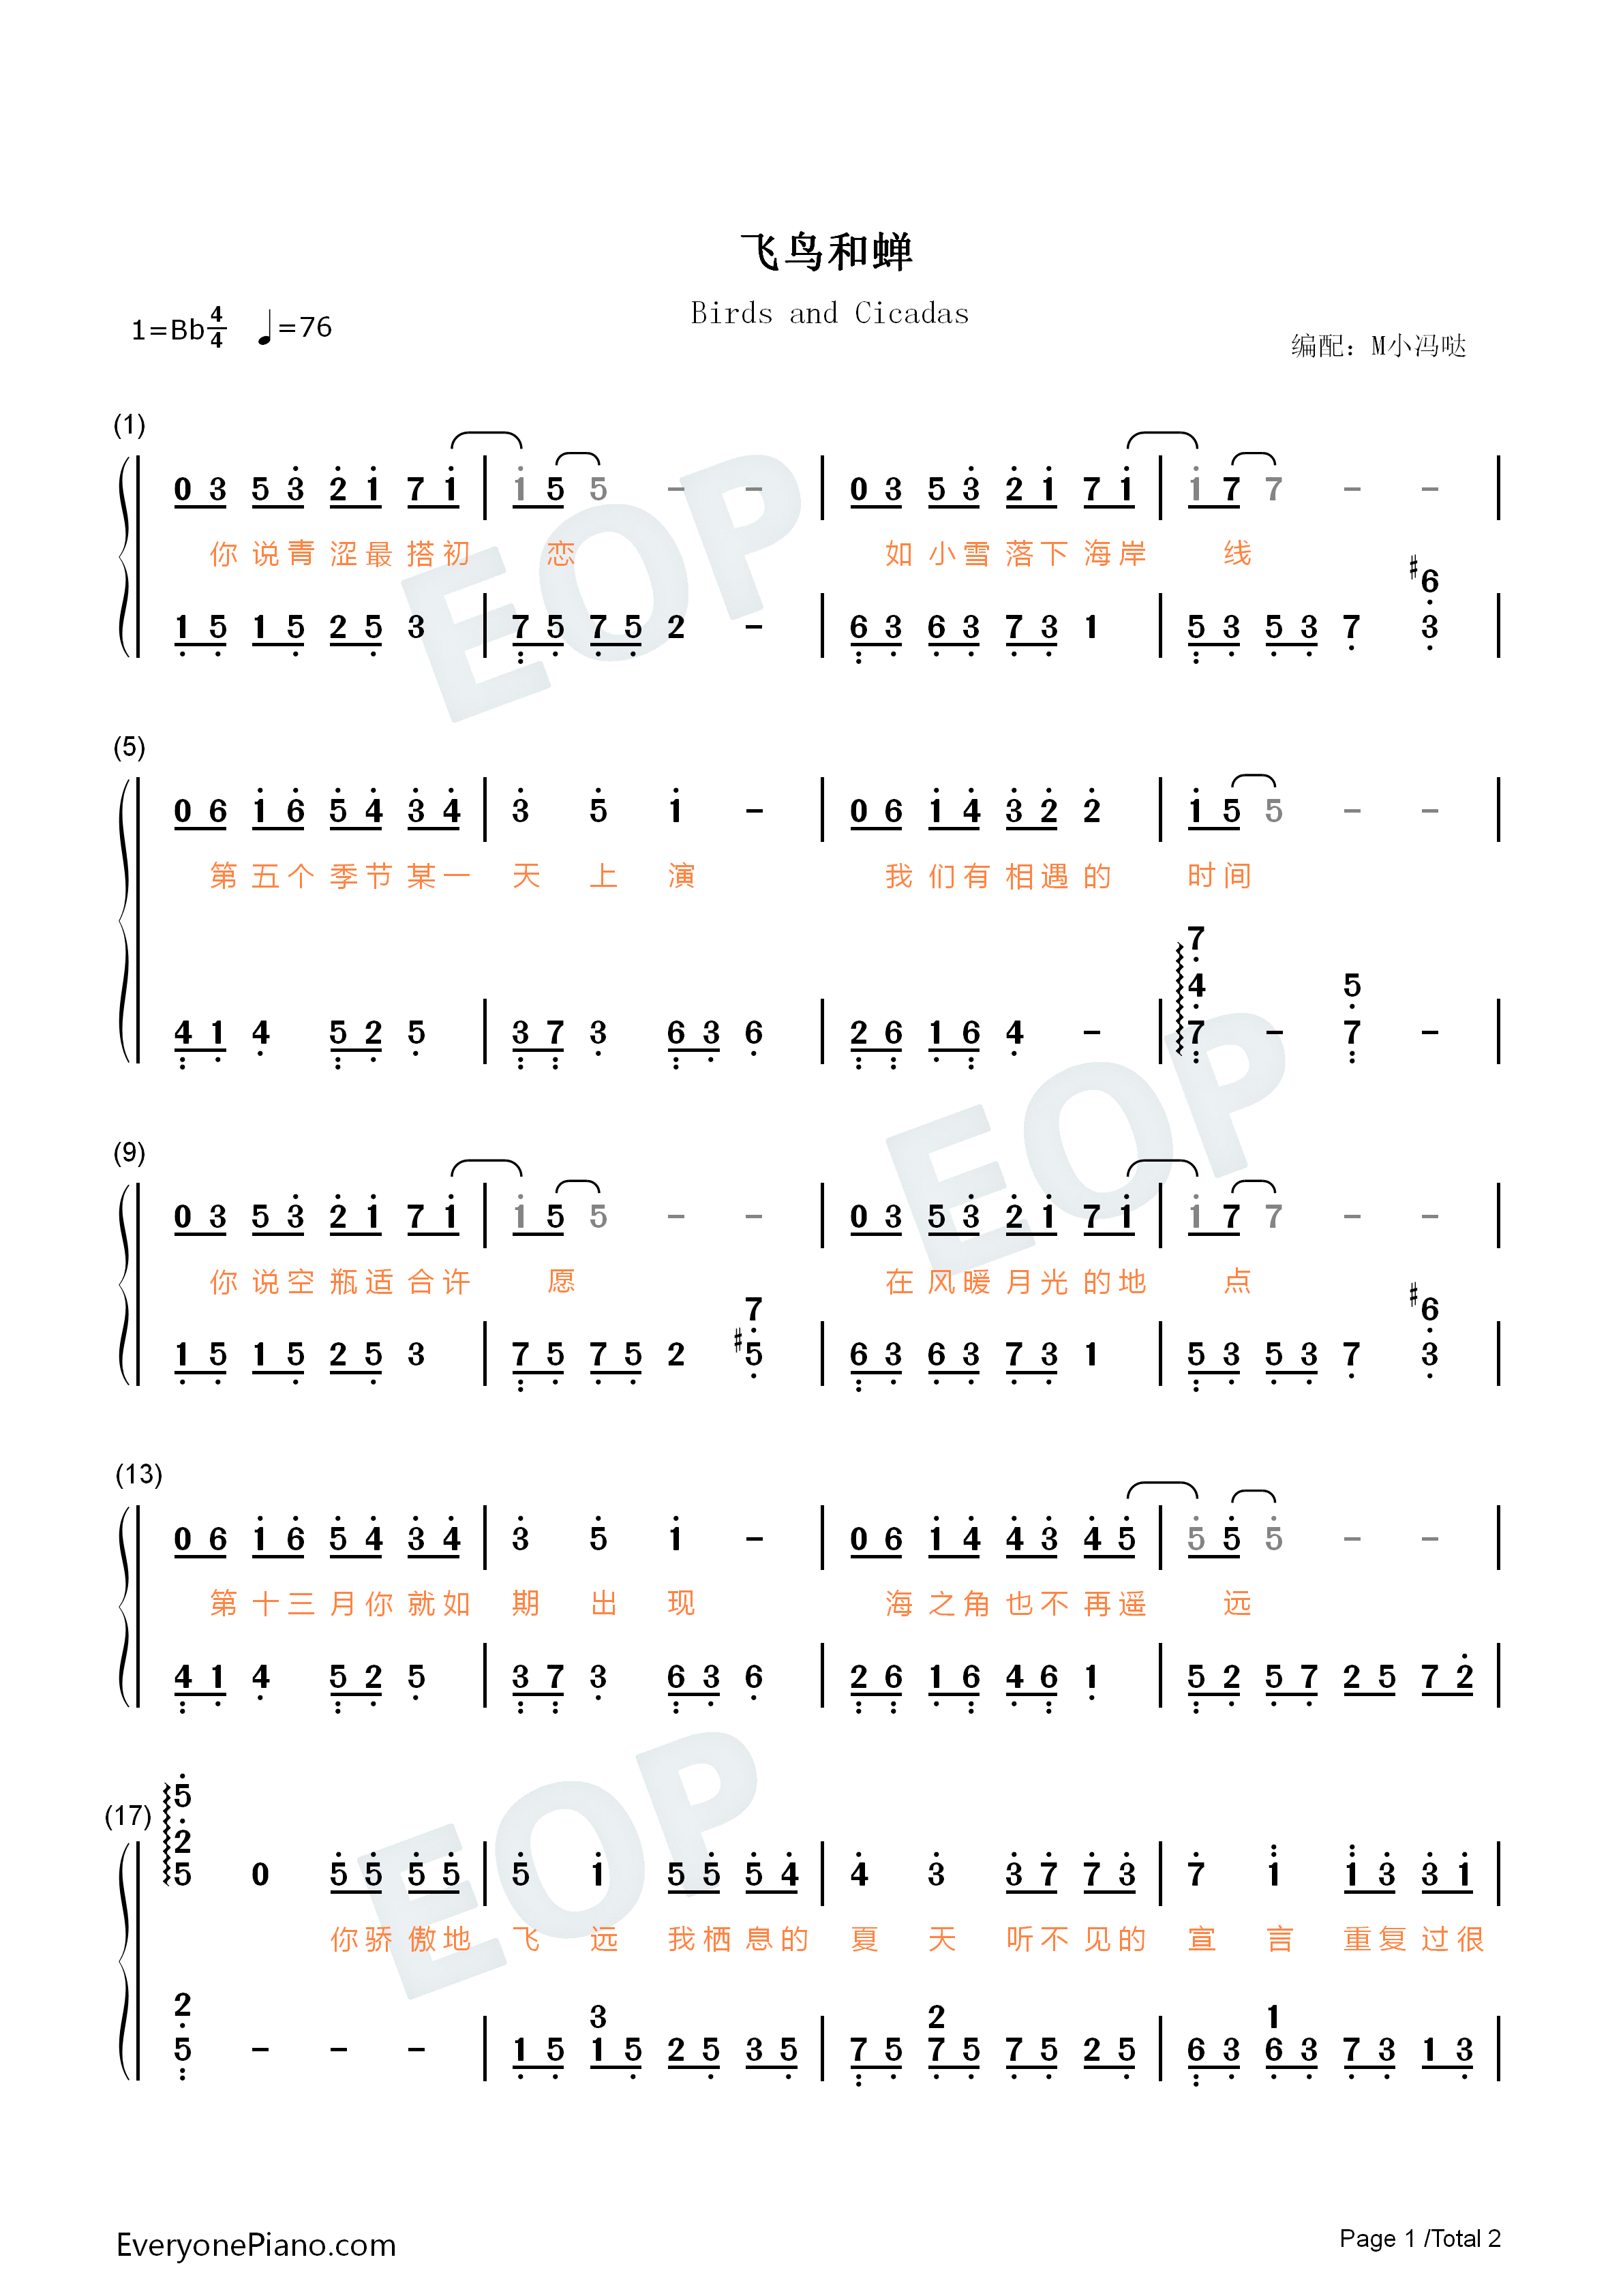 飞鸟和蝉
Birds and Cicadas
1=Bb 4/4 ♩=76
编配：M小冯哒
(1)
0 3 5 3̇ 2̇ 1̇ 7 1̇ | 1̇ 5 5 - - | 0 3 5 3̇ 2̇ 1̇ 7 1̇ | 1̇ 7 7 - - |
你 说青 涩最 搭初 恋 如 小雪 落下 海岸 线
#6̣
1̣ 5̣ 1̣ 5̣ 2 5̣ 3 | 7 5 7 5 2 - | 6 3 6 3 7 3 1 | 5 3 5 3 7 3 |
(5)
0 6 1̇ 6̇ 5̇ 4̇ 3̇ 4̇ | 3̇ 5̇ 1̇ - | 0 6 1̇ 4̇ 3̇ 2̇ 2̇ | 1̇ 5 5 - - |
第 五个 季节 某一 天 上 演 我 们有 相遇 的 时间
7
4 5
4 1 4 5 2 5 | 3 7 3 6 3 6 | 2 6 1 6 4 - | 7 - 7 - |
(9)
0 3 5 3̇ 2̇ 1̇ 7 1̇ | 1̇ 5 5 - - | 0 3 5 3̇ 2̇ 1̇ 7 1̇ | 1̇ 7 7 - - |
你 说空 瓶适 合许 愿 在 风暖 月光 的地 点
7 #6
1 5 1 5 2 5 3 | 7 5 7 5 2 #5 | 6 3 6 3 7 3 1 | 5 3 5 3 7 3 |
(13)
0 6 1̇ 6̇ 5̇ 4̇ 3̇ 4̇ | 3̇ 5̇ 1̇ - | 0 6 1̇ 4̇ 4̇ 3̇ 4̇ 5̇ | 5̇ 5̇ 5̇ - - |
第 十三 月你 就如 期 出 现 海 之角 也不 再遥 远
4 1 4 5 2 5 | 3 7 3 6 3 6 | 2 6 1 6 4 6 1 | 5 2 5 7 2 5 7 2̇ |
(17)
5̇
2̇
5 0 5̇ 5̇ 5̇ 5̇ | 5̇ 1̇ 5̇ 5̇ 5̇ 4̇ | 4̇ 3̇ 3̇ 7̇ 7̇ 3̇ | 7̇ 1̈ 1̈ 3̇ 3̇ 1̇ |
你骄 傲地 飞 远 我栖 息的 夏 天 听不 见的 宣 言 重复 过很
2 3 2 1
5 - - - | 1 5 1 5 2 5 3 5 | 7 5 7 5 7 5 2 5 | 6 3 6 3 7 3 1 3 |
EOP
EOP
EOP
EveryonePiano.com
Page 1 /Total 2